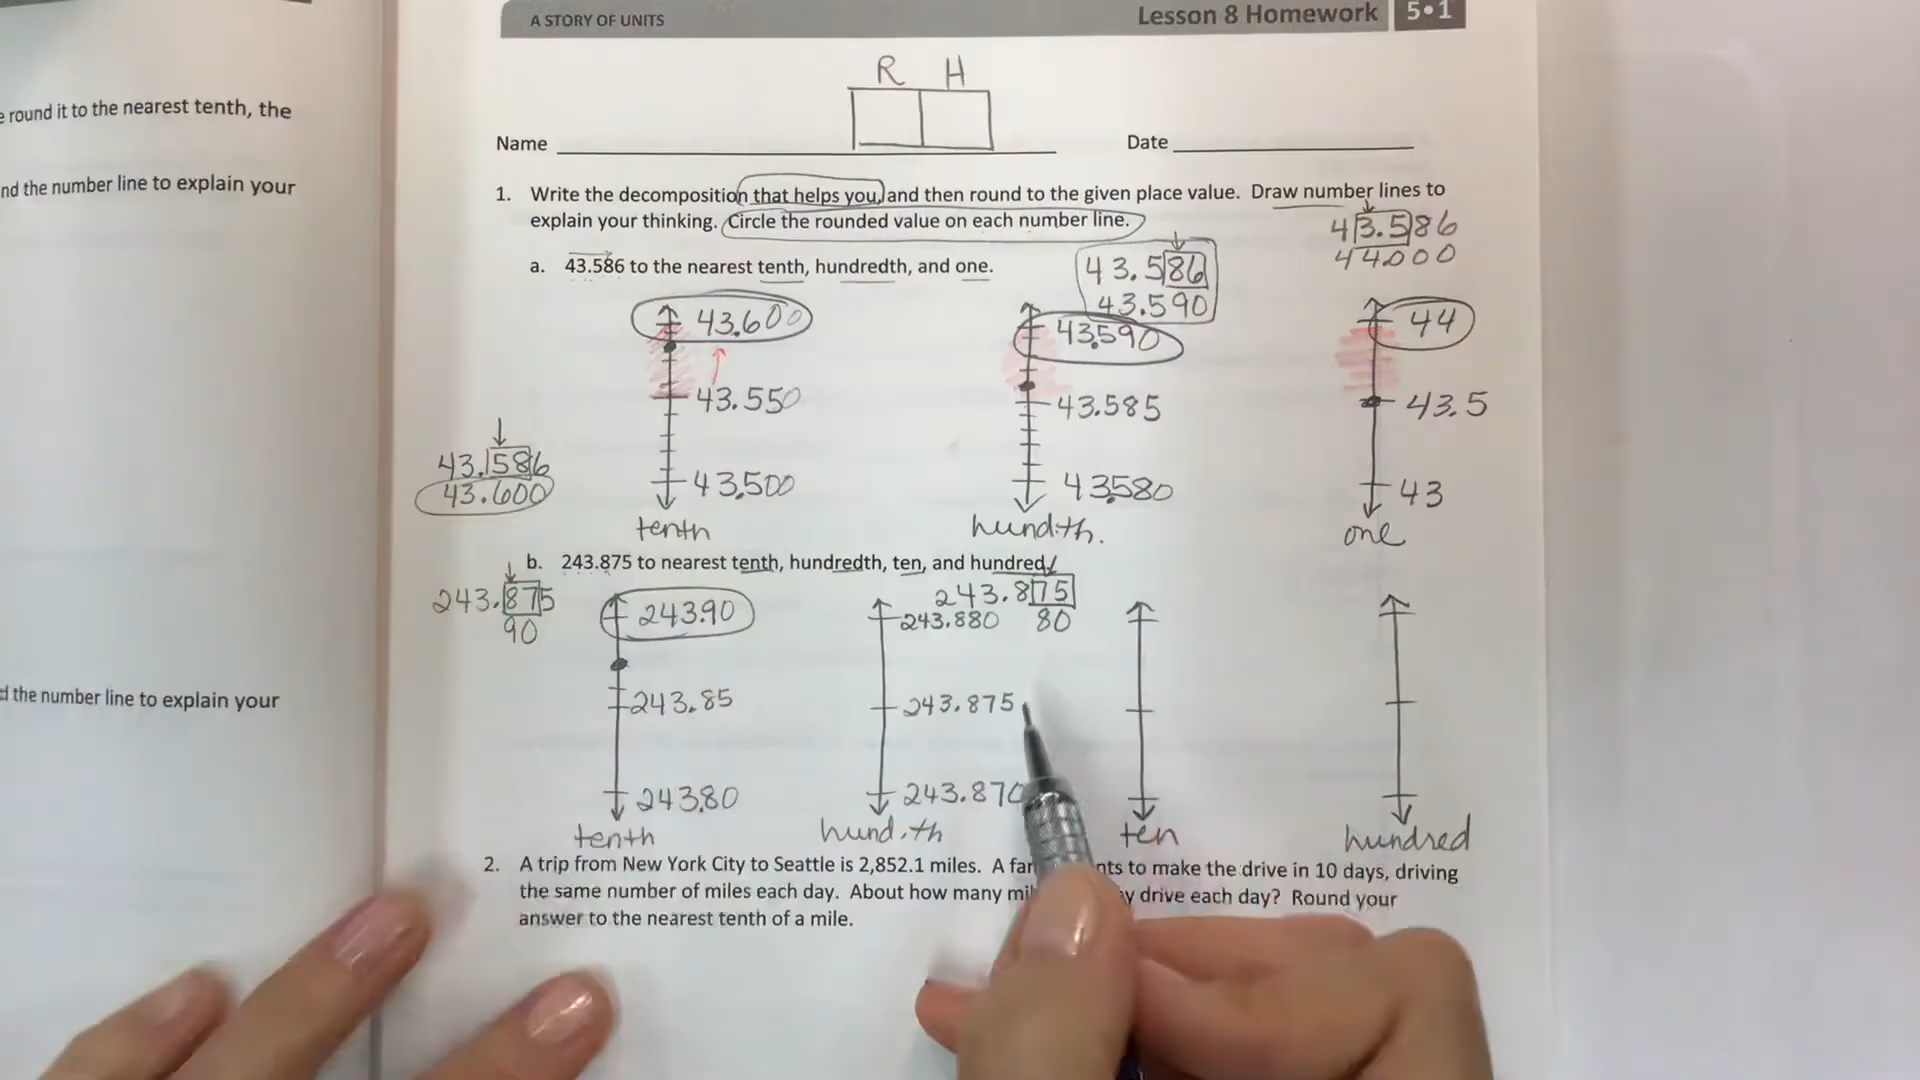 A STORY OF UNITS
Lesson 8 Homework 5•1
R H
Name
Date
round it to the nearest tenth, the
nd the number line to explain your
the number line to explain your
1. Write the decomposition that helps you, and then round to the given place value. Draw number lines to
explain your thinking. Circle the rounded value on each number line.
a. 43.586 to the nearest tenth, hundredth, and one.
43.586
43.590
43.586
44.000
43.600
43.550
43.500
tenth
43.586
43.600
43.590
43.585
43.580
hund.th.
44
43.5
43
one
b. 243.875 to nearest tenth, hundredth, ten, and hundred.
243.875
90
243.90
243.85
243.80
tenth
243.875
80
243.880
243.875
243.870
hund.th
ten
hundred
2. A trip from New York City to Seattle is 2,852.1 miles. A nts to make the drive in 10 days, driving
the same number of miles each day. About how many y drive each day? Round your
answer to the nearest tenth of a mile.